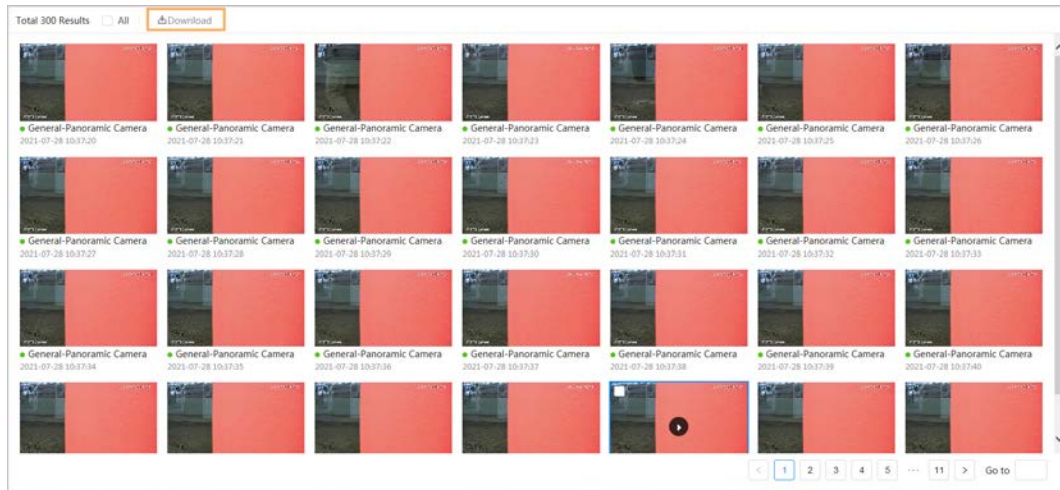 Total 300 Results All Download
General-Panoramic Camera General-Panoramic Camera General-Panoramic Camera General-Panoramic Camera General-Panoramic Camera General-Panoramic Camera General-Panoramic Camera
2021-07-28 10:37:20 2021-07-28 10:37:21 2021-07-28 10:37:22 2021-07-28 10:37:23 2021-07-28 10:37:24 2021-07-28 10:37:25 2021-07-28 10:37:26
General-Panoramic Camera General-Panoramic Camera General-Panoramic Camera General-Panoramic Camera General-Panoramic Camera General-Panoramic Camera General-Panoramic Camera
2021-07-28 10:37:27 2021-07-28 10:37:28 2021-07-28 10:37:29 2021-07-28 10:37:30 2021-07-28 10:37:31 2021-07-28 10:37:32 2021-07-28 10:37:33
General-Panoramic Camera General-Panoramic Camera General-Panoramic Camera General-Panoramic Camera General-Panoramic Camera General-Panoramic Camera General-Panoramic Camera
2021-07-28 10:37:34 2021-07-28 10:37:35 2021-07-28 10:37:36 2021-07-28 10:37:37 2021-07-28 10:37:38 2021-07-28 10:37:39 2021-07-28 10:37:40
< 1 2 3 4 5 ··· 11 > Go to